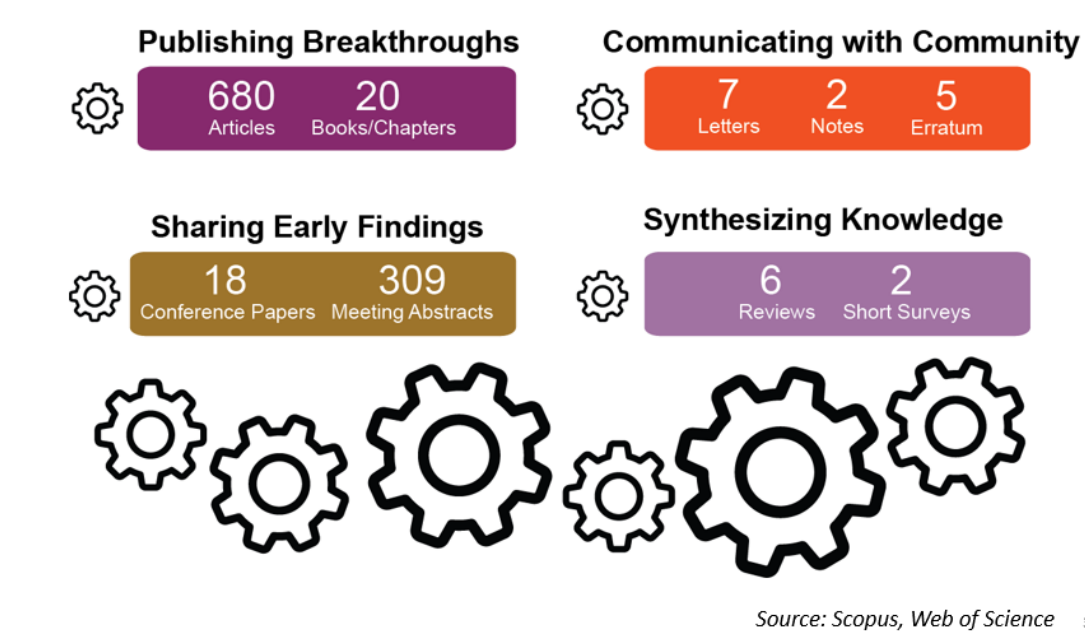 Publishing Breakthroughs
680 20
Articles Books/Chapters
Communicating with Community
7 2 5
Letters Notes Erratum
Sharing Early Findings
18 309
Conference Papers Meeting Abstracts
Synthesizing Knowledge
6 2
Reviews Short Surveys
Source: Scopus, Web of Science